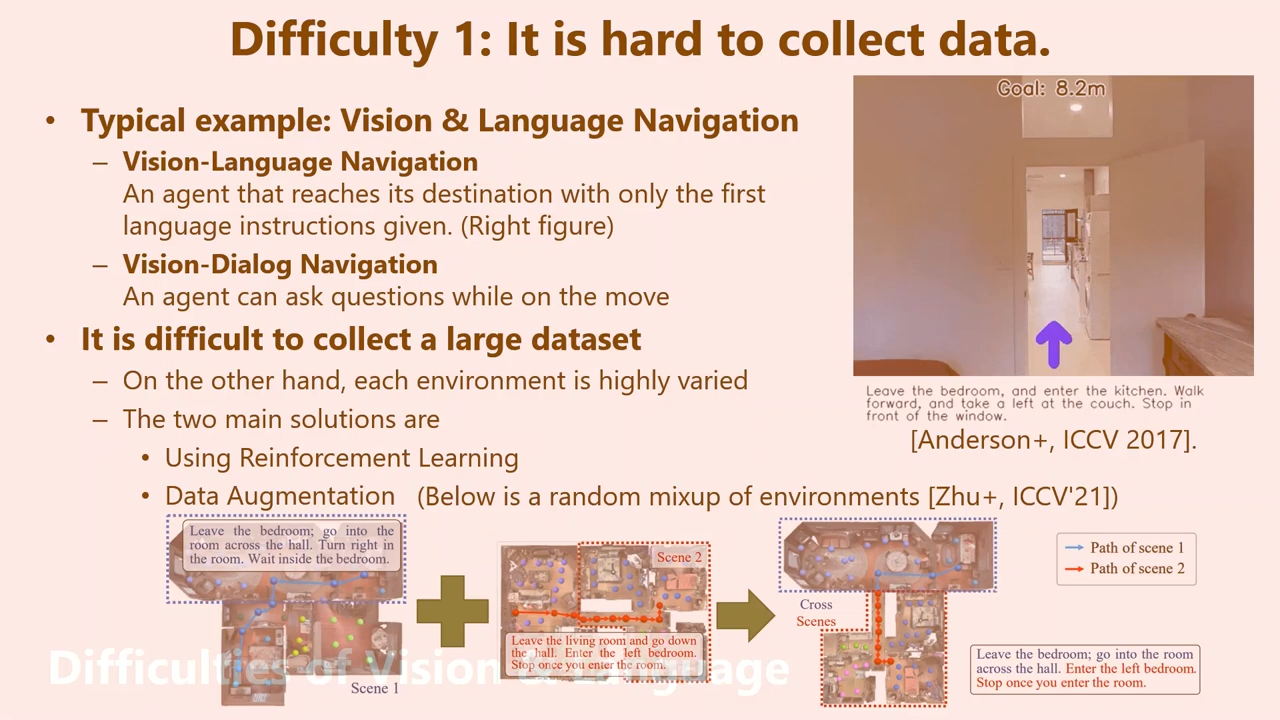 Difficulty 1: It is hard to collect data.
• Typical example: Vision & Language Navigation
– Vision-Language Navigation
An agent that reaches its destination with only the first
language instructions given. (Right figure)
– Vision-Dialog Navigation
An agent can ask questions while on the move
• It is difficult to collect a large dataset
– On the other hand, each environment is highly varied
– The two main solutions are
• Using Reinforcement Learning
• Data Augmentation (Below is a random mixup of environments [Zhu+, ICCV'21])
Goal: 8.2m
Leave the bedroom, and enter the kitchen. Walk
forward, and take a left at the couch. Stop in
front of the window.
[Anderson+, ICCV 2017].
Leave the bedroom; go into the
room across the hall. Turn right in
the room. Wait inside the bedroom.
Scene 1
Scene 2
Leave the living room and go down
the hall. Enter the left bedroom.
Stop once you enter the room.
Cross
Scenes
Path of scene 1
Path of scene 2
Leave the bedroom; go into the room
across the hall. Enter the left bedroom.
Stop once you enter the room.
Difficulties of Vision & Language